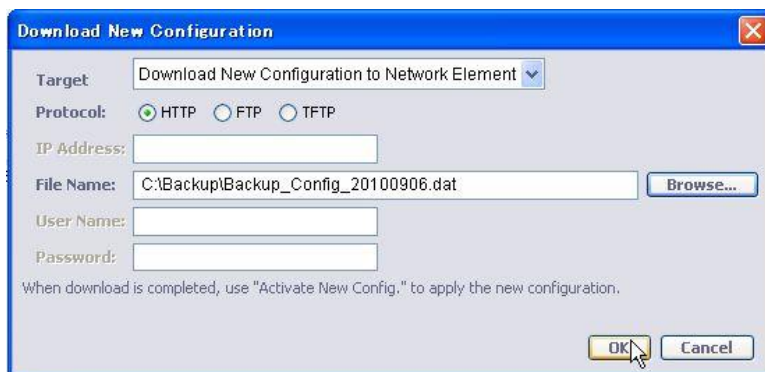 Download New Configuration
Target Download New Configuration to Network Element
Protocol: HTTP FTP TFTP
IP Address:
File Name: C:\Backup\Backup_Config_20100906.dat Browse...
User Name:
Password:
When download is completed, use "Activate New Config." to apply the new configuration.
OK Cancel